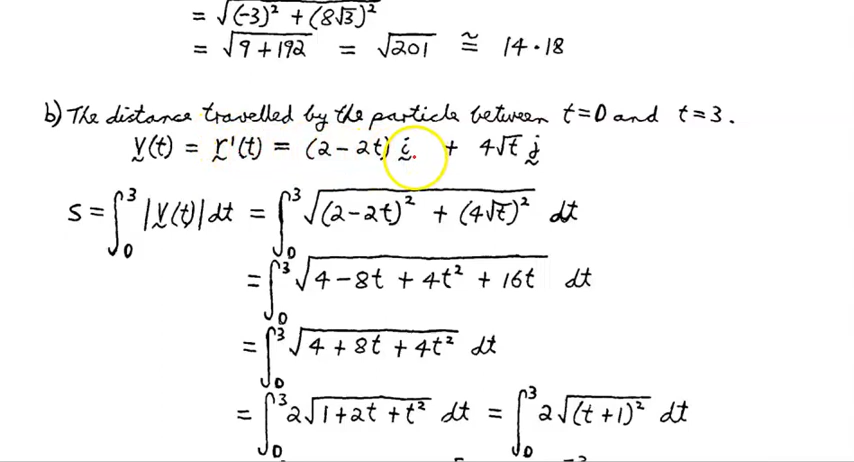 = √((-3)² + (8√3)²)
= √(9 + 192) = √201 ≅ 14·18
b) The distance travelled by the particle between t=0 and t=3.
v(t) = r'(t) = (2-2t) i + 4√t j
s = ∫₀³ |v(t)| dt = ∫₀³ √((2-2t)² + (4√t)²) dt
= ∫₀³ √(4-8t + 4t² + 16t) dt
= ∫₀³ √(4 + 8t + 4t²) dt
= ∫₀³ 2√(1+2t+t²) dt = ∫₀³ 2√((t+1)²) dt